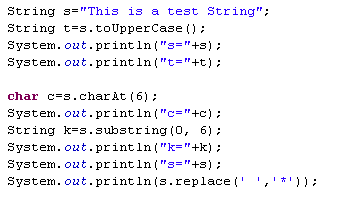 String s="This is a test String";
String t=s.toUpperCase();
System.out.println("s="+s);
System.out.println("t="+t);
char c=s.charAt(6);
System.out.println("c="+c);
String k=s.substring(0, 6);
System.out.println("k="+k);
System.out.println("s="+s);
System.out.println(s.replace(' ','*'));